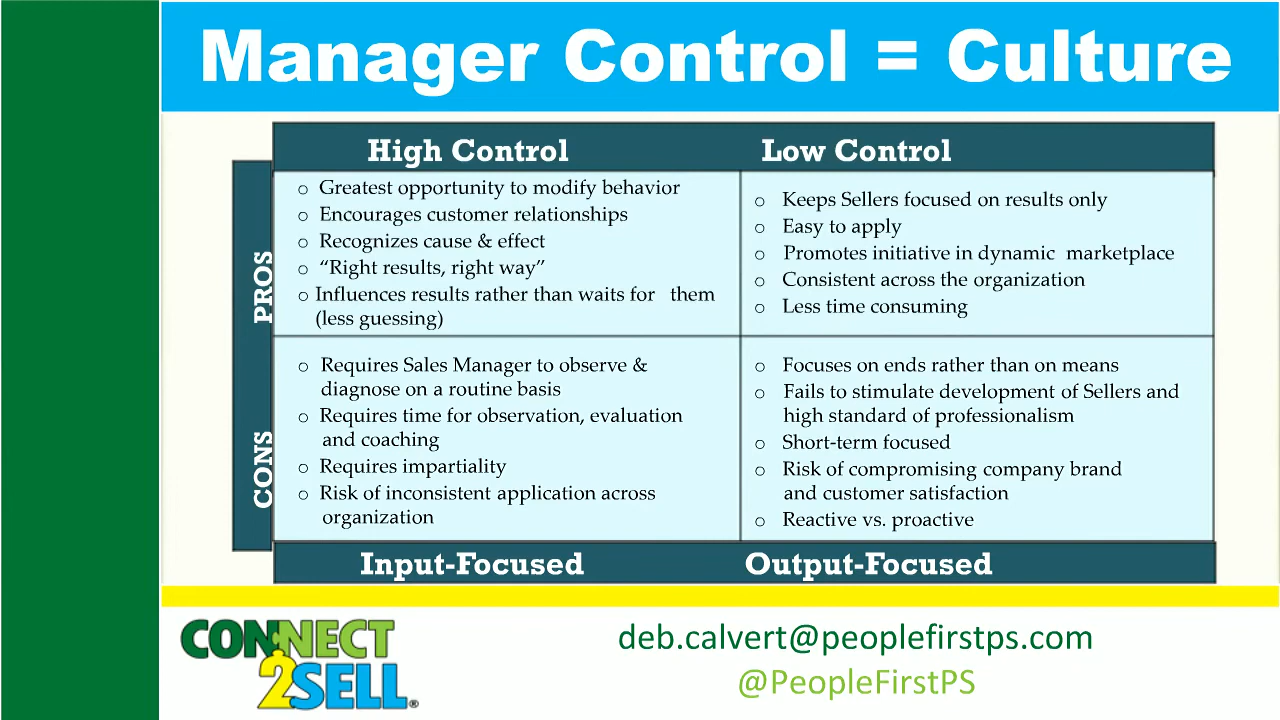 Manager Control = Culture
High Control
Low Control
PROS
o Greatest opportunity to modify behavior
o Encourages customer relationships
o Recognizes cause & effect
o “Right results, right way”
o Influences results rather than waits for them
(less guessing)
o Keeps Sellers focused on results only
o Easy to apply
o Promotes initiative in dynamic marketplace
o Consistent across the organization
o Less time consuming
CONS
o Requires Sales Manager to observe &
diagnose on a routine basis
o Requires time for observation, evaluation
and coaching
o Requires impartiality
o Risk of inconsistent application across
organization
o Focuses on ends rather than on means
o Fails to stimulate development of Sellers and
high standard of professionalism
o Short-term focused
o Risk of compromising company brand
and customer satisfaction
o Reactive vs. proactive
Input-Focused
Output-Focused
CONNECT
2SELL®
deb.calvert@peoplefirstps.com
@PeopleFirstPS